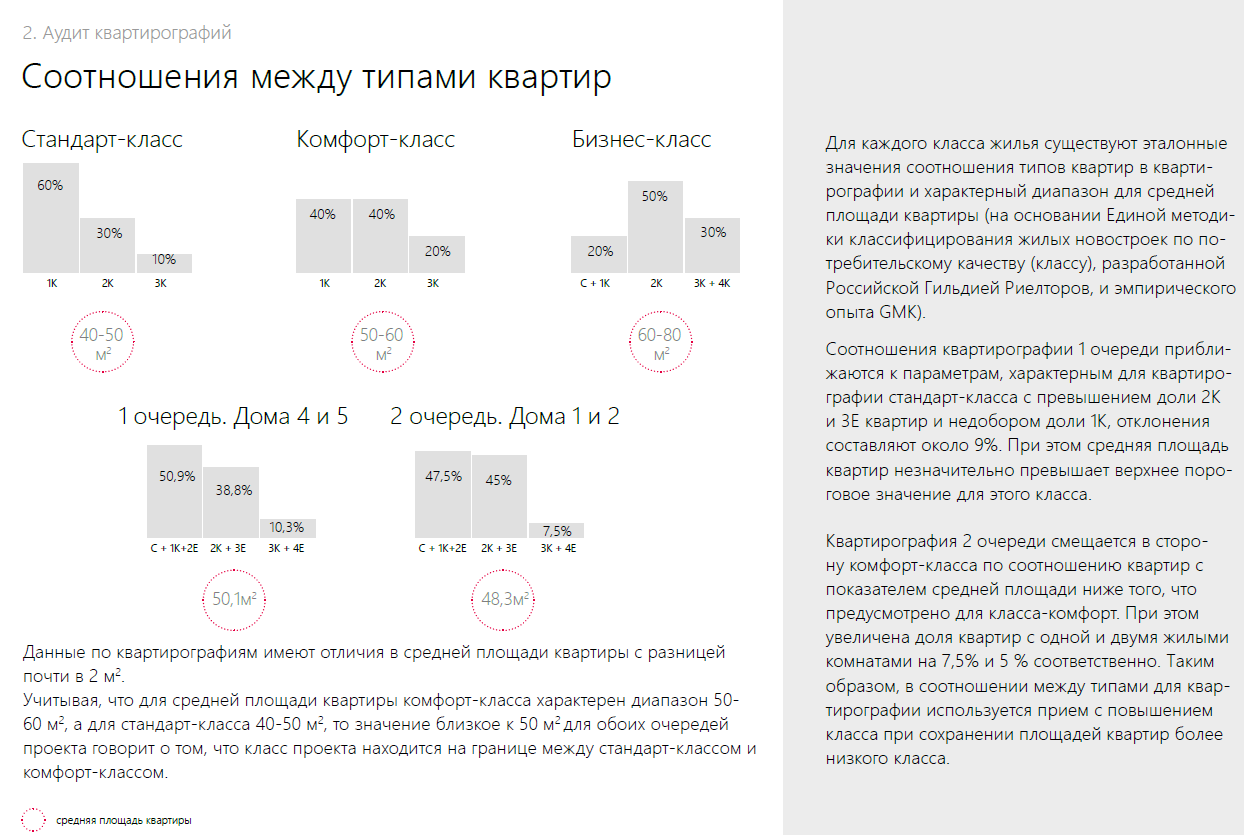 2. Аудит квартирографий
Соотношения между типами квартир
Стандарт-класс
60%
30%
10%
1К
2К
3К
40-50
м²
Комфорт-класс
40%
40%
20%
1К
2К
3К
50-60
м²
Бизнес-класс
20%
50%
30%
С + 1К
2К
3К + 4К
60-80
м²
1 очередь. Дома 4 и 5
50,9%
38,8%
10,3%
С + 1К+2Е
2К + 3Е
3К + 4Е
50,1м²
2 очередь. Дома 1 и 2
47,5%
45%
7,5%
С + 1К+2Е
2К + 3Е
3К + 4Е
48,3м²
Данные по квартирографиям имеют отличия в средней площади квартиры с разницей
почти в 2 м².
Учитывая, что для средней площади квартиры комфорт-класса характерен диапазон 50-
60 м², а для стандарт-класса 40-50 м², то значение близкое к 50 м² для обоих очередей
проекта говорит о том, что класс проекта находится на границе между стандарт-классом и
комфорт-классом.
средняя площадь квартиры
Для каждого класса жилья существуют эталонные
значения соотношения типов квартир в кварти-
рографии и характерный диапазон для средней
площади квартиры (на основании Единой методи-
ки классифицирования жилых новостроек по по-
требительскому качеству (классу), разработанной
Российской Гильдией Риелторов, и эмпирического
опыта GMK).
Соотношения квартирографии 1 очереди прибли-
жаются к параметрам, характерным для квартиро-
графии стандарт-класса с превышением доли 2К
и 3Е квартир и недобором доли 1К, отклонения
составляют около 9%. При этом средняя площадь
квартир незначительно превышает верхнее поро-
говое значение для этого класса.
Квартирография 2 очереди смещается в сторо-
ну комфорт-класса по соотношению квартир с
показателем средней площади ниже того, что
предусмотрено для класса-комфорт. При этом
увеличена доля квартир с одной и двумя жилыми
комнатами на 7,5% и 5 % соответственно. Таким
образом, в соотношении между типами для квар-
тирографии используется прием с повышением
класса при сохранении площадей квартир более
низкого класса.